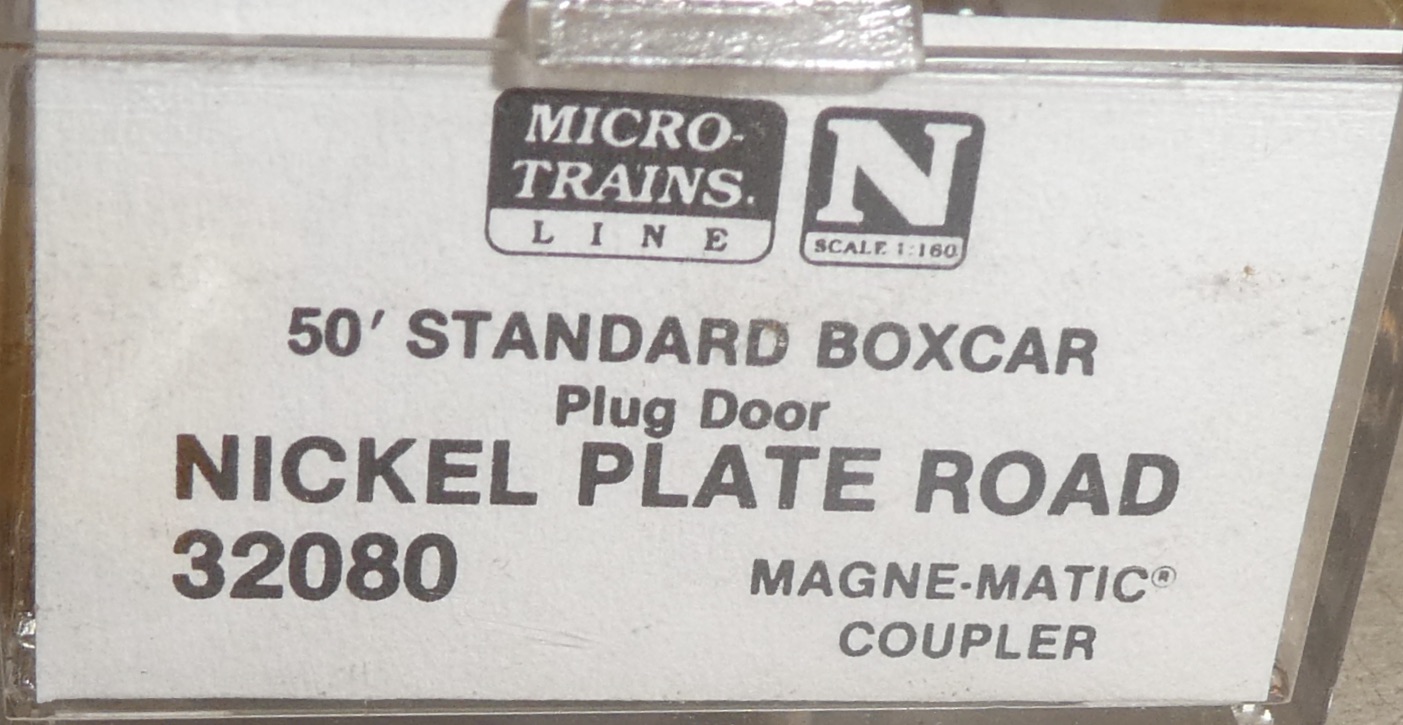 MICRO-
TRAINS.
LINE
N
SCALE 1:160
50' STANDARD BOXCAR
Plug Door
NICKEL PLATE ROAD
32080
MAGNE-MATIC®
COUPLER